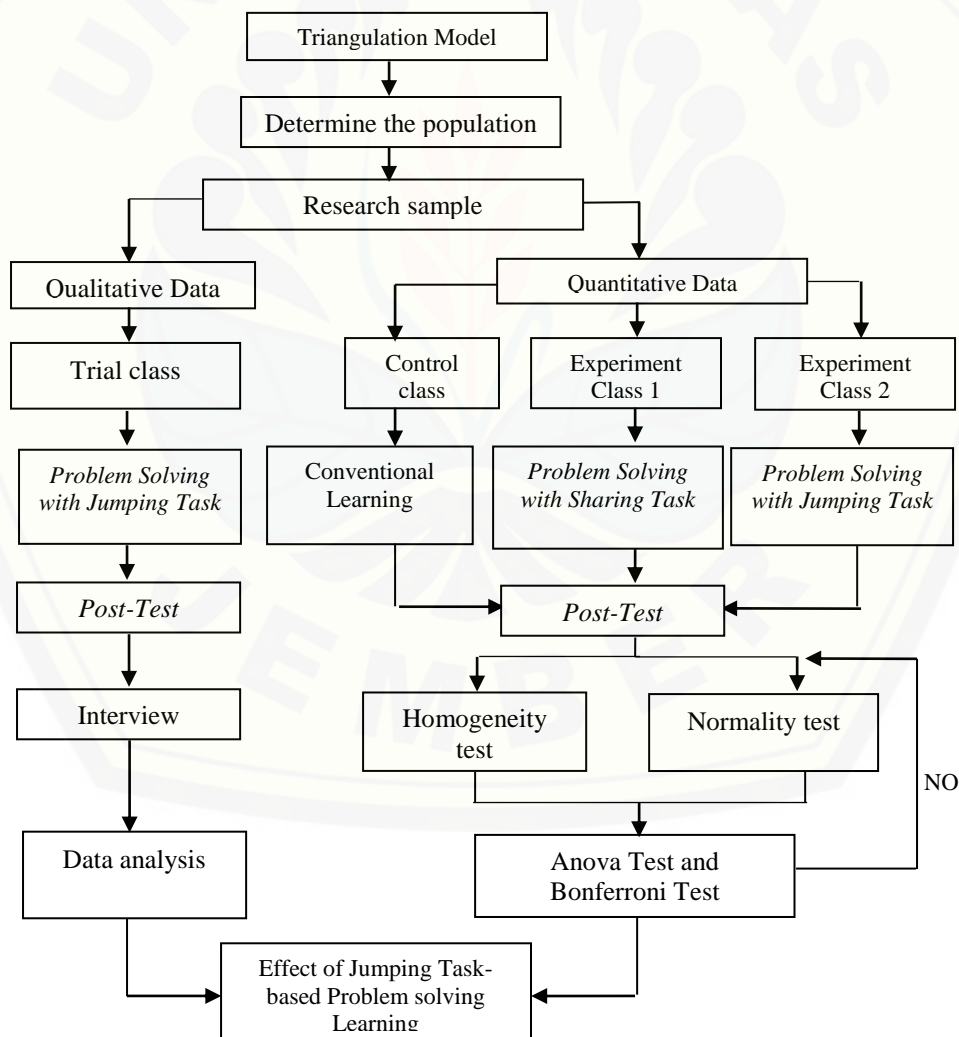 Triangulation Model
Determine the population
Research sample
Oualitative Data
Quantitative Data
Trial class
Control
class
Experiment
Class 1
Experiment
Class 2
Problem Solving
with Jumping Task
Conventional
Learning
Problem Solving
with Sharing Task
Problem Solving
with Jumping Task
Post-Test
Post-Test
Interview
Homogeneity
test
Normality test
NO
Data analysis
Anova Test and
Bonferroni Test
Effect of Jumping Task-
based Problem solving
Learning